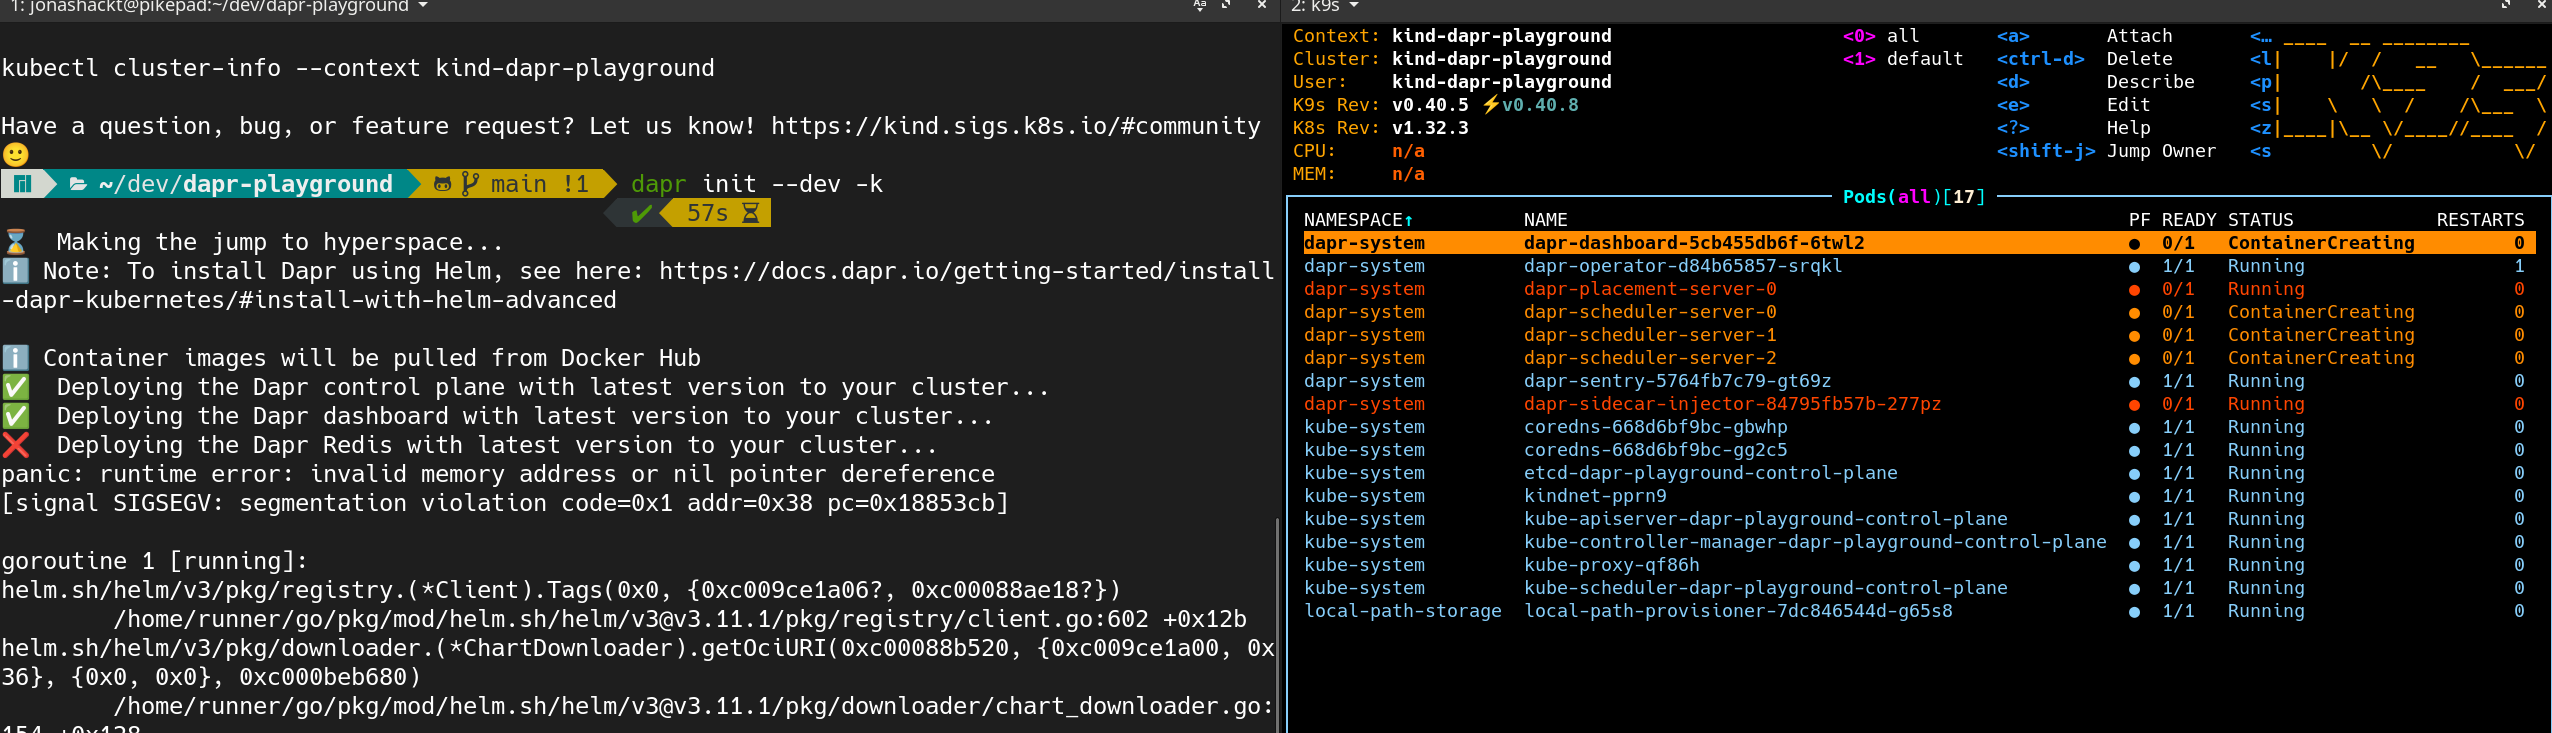 1: jonashackt@pikepad:~/dev/dapr-playground
kubectl cluster-info --context kind-dapr-playground
Have a question, bug, or feature request? Let us know! https://kind.sigs.k8s.io/#community
🙂
~/dev/dapr-playground main !1 dapr init --dev -k
✔ 57s
⌛ Making the jump to hyperspace...
ℹ️ Note: To install Dapr using Helm, see here: https://docs.dapr.io/getting-started/install
-dapr-kubernetes/#install-with-helm-advanced
ℹ️ Container images will be pulled from Docker Hub
✅ Deploying the Dapr control plane with latest version to your cluster...
✅ Deploying the Dapr dashboard with latest version to your cluster...
❌ Deploying the Dapr Redis with latest version to your cluster...
panic: runtime error: invalid memory address or nil pointer dereference
[signal SIGSEGV: segmentation violation code=0x1 addr=0x38 pc=0x18853cb]
goroutine 1 [running]:
helm.sh/helm/v3/pkg/registry.(*Client).Tags(0x0, {0xc009ce1a06?, 0xc00088ae18?})
/home/runner/go/pkg/mod/helm.sh/helm/v3@v3.11.1/pkg/registry/client.go:602 +0x12b
helm.sh/helm/v3/pkg/downloader.(*ChartDownloader).getOciURI(0xc00088b520, {0xc009ce1a00, 0x
36}, {0x0, 0x0}, 0xc000beb680)
/home/runner/go/pkg/mod/helm.sh/helm/v3@v3.11.1/pkg/downloader/chart_downloader.go:
2: k9s
Context: kind-dapr-playground <0> all <a> Attach <…
Cluster: kind-dapr-playground <1> default <ctrl-d> Delete <l
User: kind-dapr-playground <d> Describe <p
K9s Rev: v0.40.5 ⚡v0.40.8 <e> Edit <s
K8s Rev: v1.32.3 <?> Help <z
CPU: n/a <shift-j> Jump Owner <s
MEM: n/a
Pods(all)[17]
NAMESPACE↑ NAME PF READY STATUS RESTARTS
dapr-system dapr-dashboard-5cb455db6f-6twl2 ● 0/1 ContainerCreating 0
dapr-system dapr-operator-d84b65857-srqkl ● 1/1 Running 1
dapr-system dapr-placement-server-0 ● 0/1 Running 0
dapr-system dapr-scheduler-server-0 ● 0/1 ContainerCreating 0
dapr-system dapr-scheduler-server-1 ● 0/1 ContainerCreating 0
dapr-system dapr-scheduler-server-2 ● 0/1 ContainerCreating 0
dapr-system dapr-sentry-5764fb7c79-gt69z ● 1/1 Running 0
dapr-system dapr-sidecar-injector-84795fb57b-277pz ● 0/1 Running 0
kube-system coredns-668d6bf9bc-gbwhp ● 1/1 Running 0
kube-system coredns-668d6bf9bc-gg2c5 ● 1/1 Running 0
kube-system etcd-dapr-playground-control-plane ● 1/1 Running 0
kube-system kindnet-pprn9 ● 1/1 Running 0
kube-system kube-apiserver-dapr-playground-control-plane ● 1/1 Running 0
kube-system kube-controller-manager-dapr-playground-control-plane ● 1/1 Running 0
kube-system kube-proxy-qf86h ● 1/1 Running 0
kube-system kube-scheduler-dapr-playground-control-plane ● 1/1 Running 0
local-path-storage local-path-provisioner-7dc846544d-g65s8 ● 1/1 Running 0